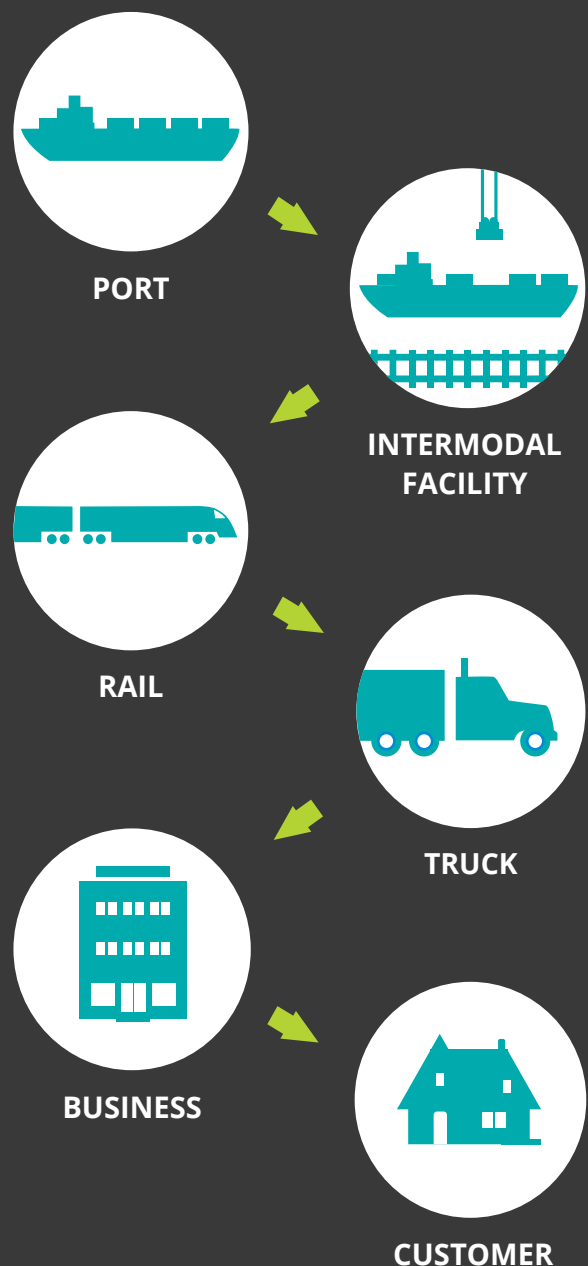 PORT
INTERMODAL
FACILITY
RAIL
TRUCK
BUSINESS
CUSTOMER